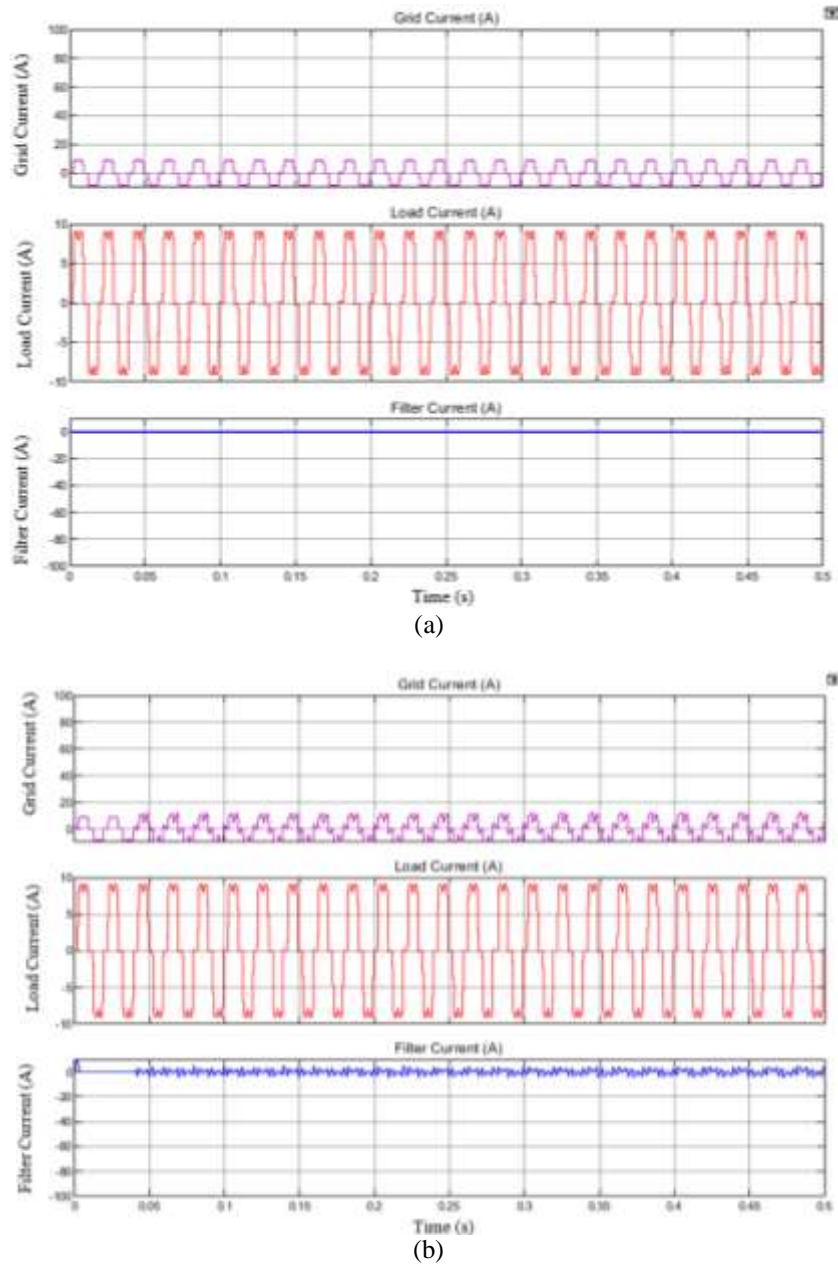 Grid Current (A)
Grid Current (A)
100
80
60
40
20
0
Load Current (A)
Load Current (A)
10
5
0
-5
-10
Filter Current (A)
Filter Current (A)
0
-20
-40
-60
-80
-100
0 0.05 0.1 0.15 0.2 0.25 0.3 0.35 0.4 0.45 0.5
Time (s)
(a)
Grid Current (A)
Grid Current (A)
100
80
60
40
20
0
Load Current (A)
Load Current (A)
10
5
0
-5
-10
Filter Current (A)
Filter Current (A)
0
-20
-40
-60
-80
-100
0 0.05 0.1 0.15 0.2 0.25 0.3 0.35 0.4 0.45 0.5
Time (s)
(b)